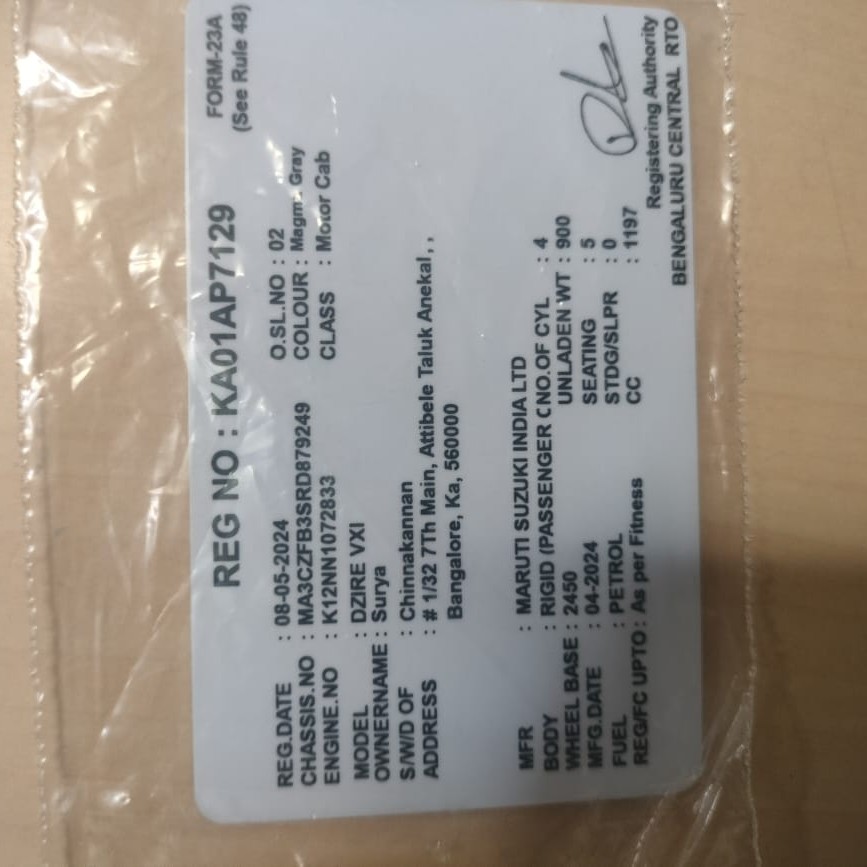 FORM-23A
(See Rule 48)
REG NO : KA01AP7129
REG.DATE : 08-05-2024 O.SL.NO : 02
CHASSIS.NO : MA3CZFB3SRD879249 COLOUR : Magma Gray
ENGINE.NO : K12NN1072833 CLASS : Motor Cab
MODEL : DZIRE VXI
OWNERNAME : Surya
S/W/D OF : Chinnakannan
ADDRESS : # 1/32 7Th Main, Attibele Taluk Anekal, , 
Bangalore, Ka, 560000
MFR : MARUTI SUZUKI INDIA LTD
BODY : RIGID (PASSENGER C NO.OF CYL : 4
WHEEL BASE : 2450 UNLADEN WT : 900
MFG.DATE : 04-2024 SEATING : 5
FUEL : PETROL STDG/SLPR : 0
REG/FC UPTO : As per Fitness CC : 1197
Registering Authority
BENGALURU CENTRAL RTO